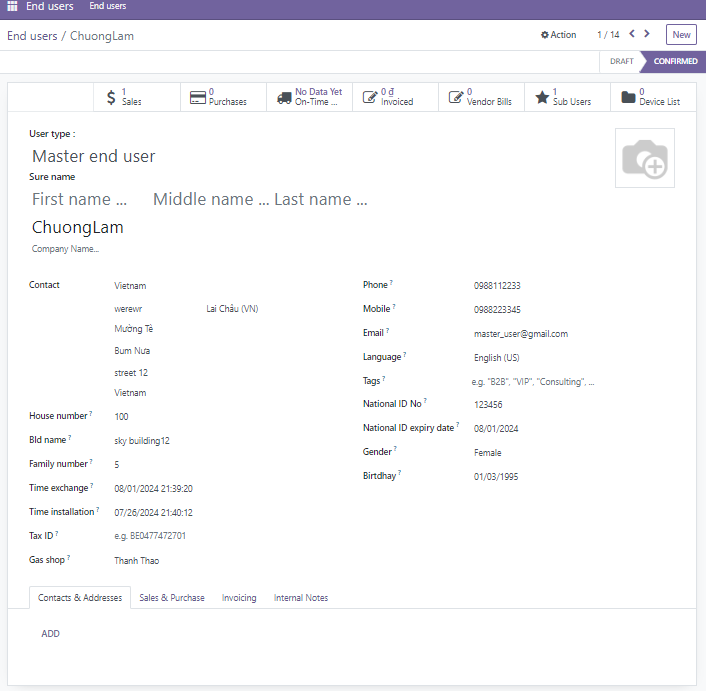 End users End users
End users / ChuongLam Action 1 / 14 New
DRAFT CONFIRMED
1 Sales
0 Purchases
No Data Yet On-Time ...
0 ₫ Invoiced
0 Vendor Bills
1 Sub Users
0 Device List
User type :
Master end user
Sure name
First name ... Middle name ... Last name ...
ChuongLam
Company Name...
Contact Vietnam
werewr Lai Châu (VN)
Mường Tè
Bum Nưa
street 12
Vietnam
House number ? 100
Bld name ? sky building12
Family number ? 5
Time exchange ? 08/01/2024 21:39:20
Time installation ? 07/26/2024 21:40:12
Tax ID ? e.g. BE0477472701
Gas shop ? Thanh Thao
Phone ? 0988112233
Mobile ? 0988223345
Email ? master_user@gmail.com
Language ? English (US)
Tags ? e.g. "B2B", "VIP", "Consulting", ...
National ID No ? 123456
National ID expiry date ? 08/01/2024
Gender ? Female
Birtdhay ? 01/03/1995
Contacts & Addresses Sales & Purchase Invoicing Internal Notes
ADD